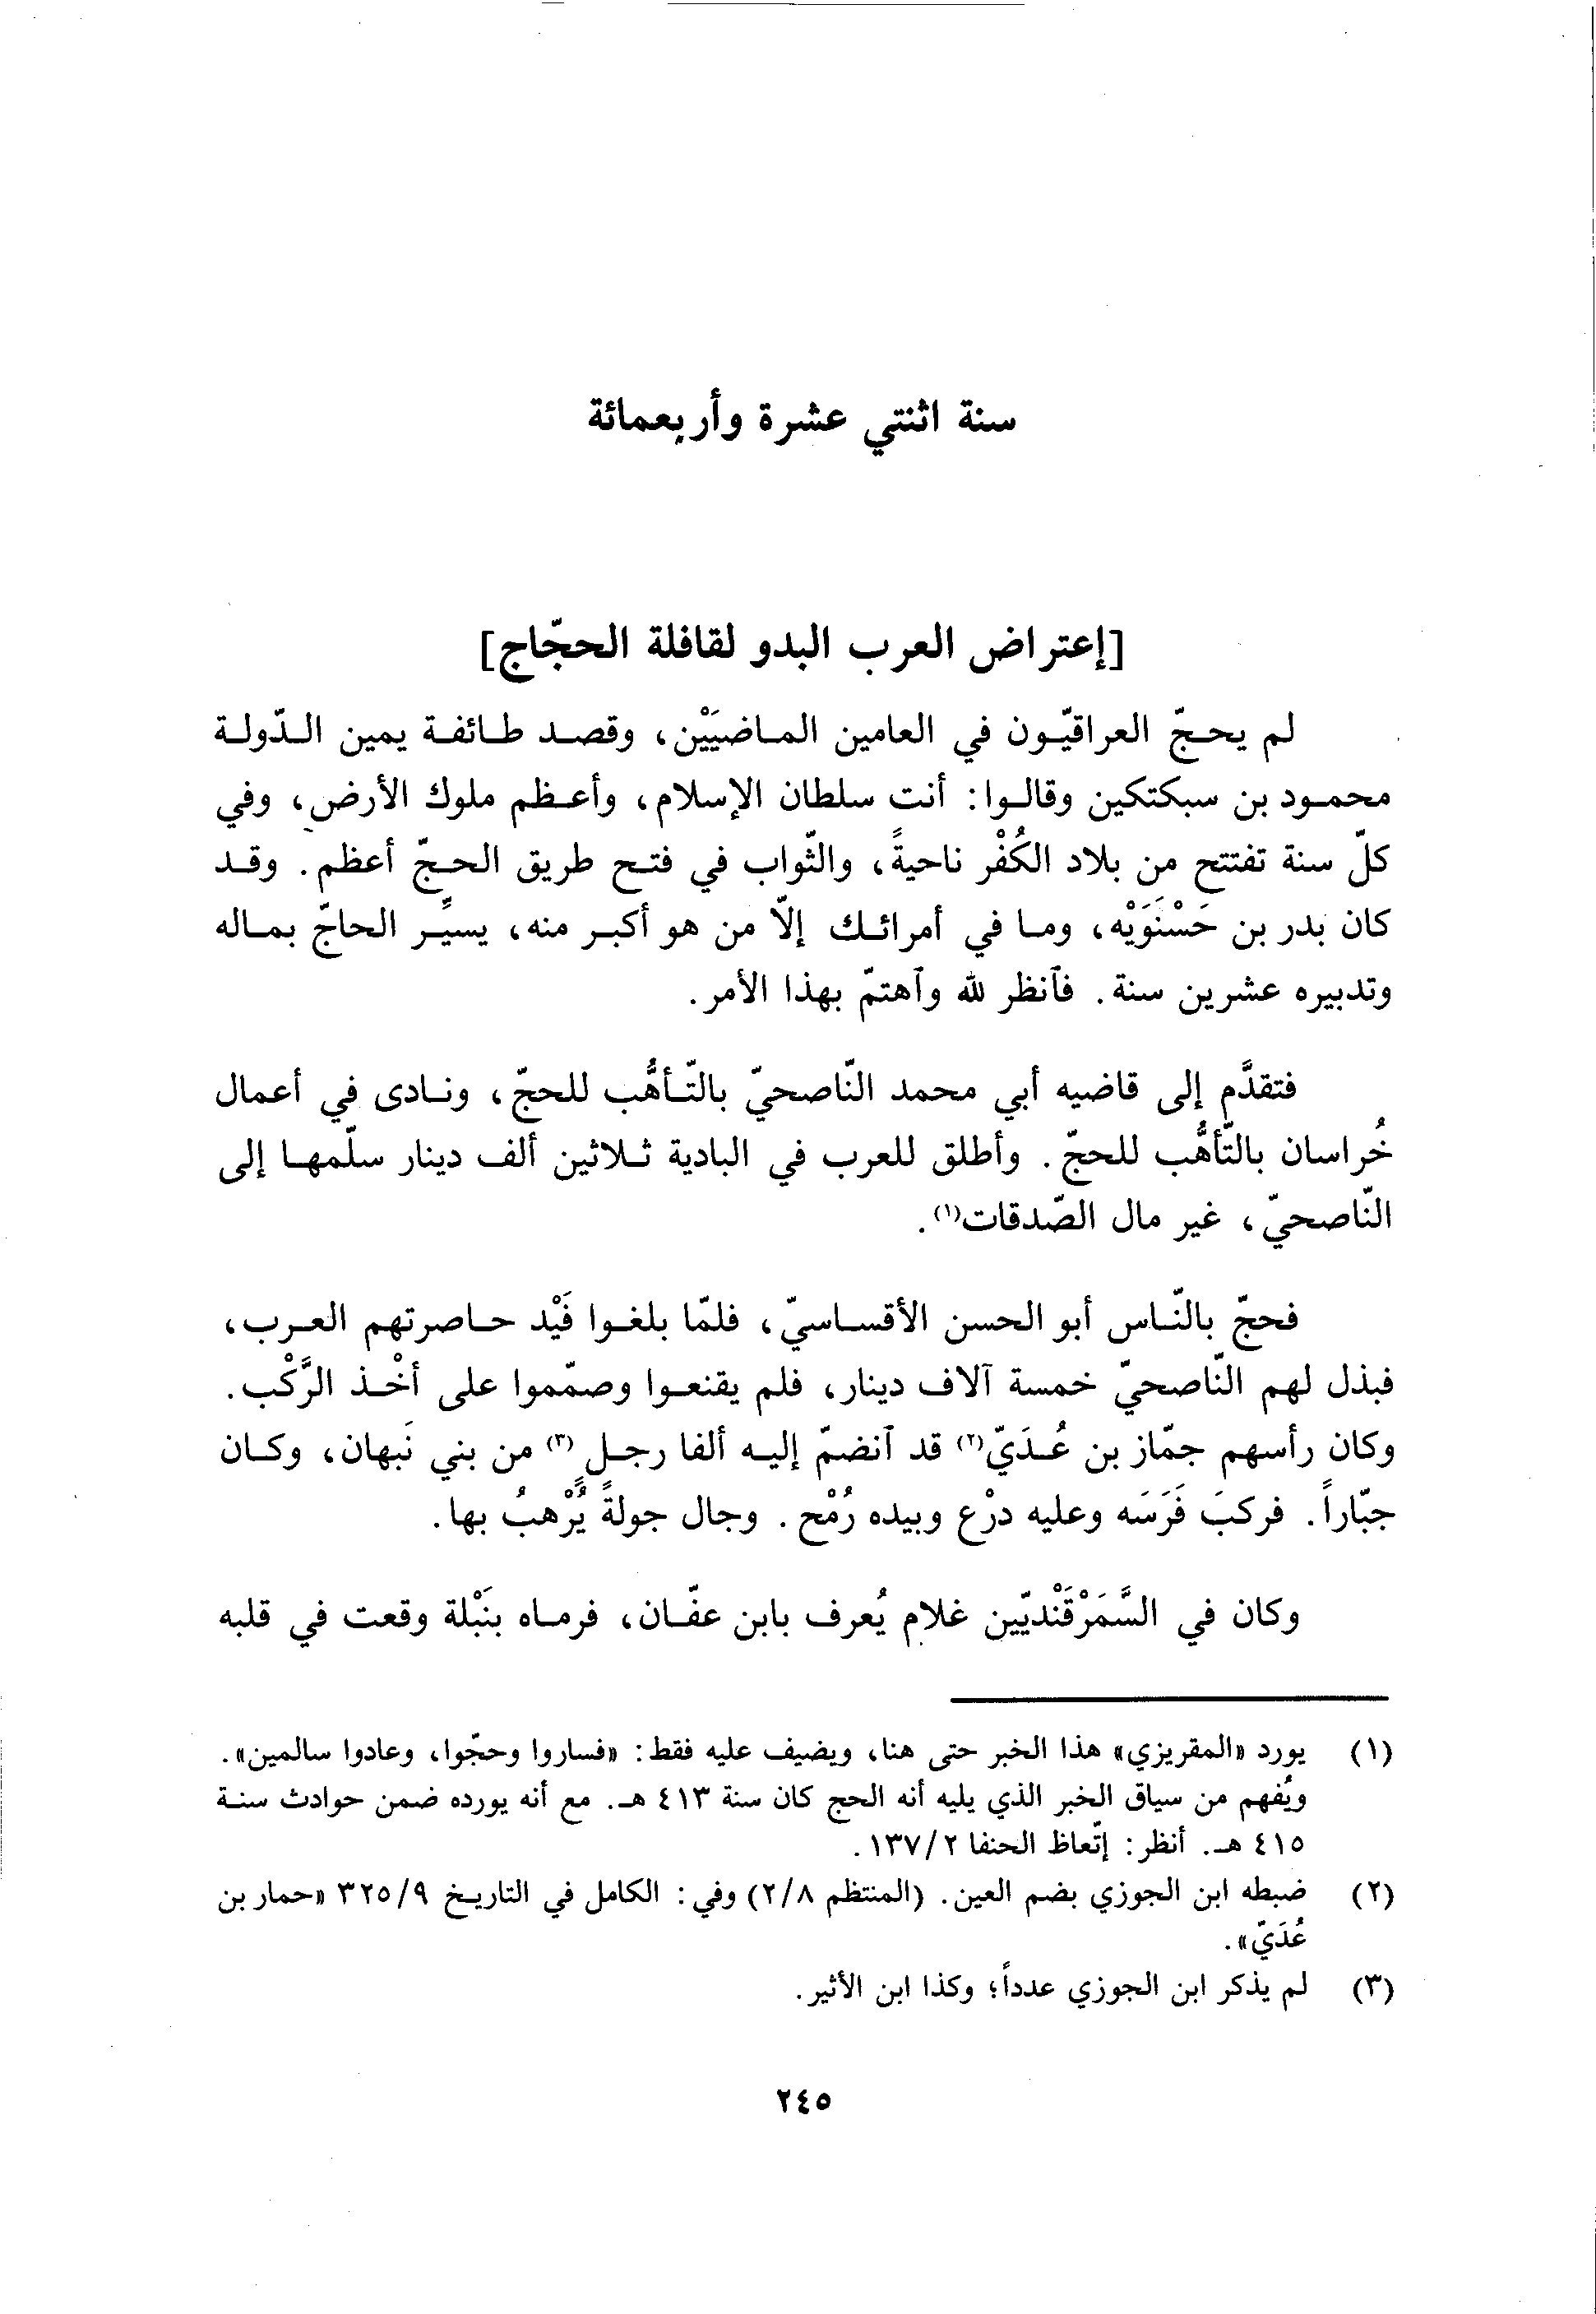 سنة اثنتي عشرة وأربعمائة
[إعتراض العرب البدو لقافلة الحجّاج]
لم يحجّ العراقيّون في العامين الماضيَيْن، وقصد طائفة يمين الدّولة
محمود بن سبكتكين وقالوا: أنت سلطان الإسلام، وأعظم ملوك الأرض، وفي
كلّ سنة تفتتح من بلاد الكُفْر ناحيةً، والثّواب في فتح طريق الحجّ أعظم. وقد
كان بدر بن حَسْنَوَيْه، وما في أمرائك إلاّ من هو أكبر منه، يسيِّر الحاجّ بماله
وتدبيره عشرين سنة. فآنظر لله وآهتمّ بهذا الأمر.
فتقدَّم إلى قاضيه أبي محمد النّاصحيّ بالتّأهُّب للحجّ، ونادى في أعمال
خُراسان بالتّأهُّب للحجّ. وأطلق للعرب في البادية ثلاثين ألف دينار سلّمها إلى
النّاصحيّ، غير مال الصّدقات(١).
فحجّ بالنّاس أبو الحسن الأقساسيّ، فلمّا بلغوا فَيْد حاصرتهم العرب،
فبذل لهم النّاصحيّ خمسة آلاف دينار، فلم يقنعوا وصمّموا على أخْذ الرَّكْب.
وكان رأسهم جمّاز بن عُدَيّ(٢) قد آنضمّ إليه ألفا رجل(٣) من بني نَبهان، وكان
جبّاراً. فركبَ فَرَسَه وعليه درْع وبيده رُمْح. وجال جولةً يُرْهبُ بها.
وكان في السَّمَرْقَنْديّين غلام يُعرف بابن عفّان، فرماه بنَبْلة وقعت في قلبه
(١) يورد «المقريزي» هذا الخبر حتى هنا، ويضيف عليه فقط: «فساروا وحجّوا، وعادوا سالمين».
ويُفهم من سياق الخبر الذي يليه أنه الحج كان سنة ٤١٣ هـ. مع أنه يورده ضمن حوادث سنة
٤١٥ هـ. أنظر: إتّعاظ الحنفا ١٣٧/٢.
(٢) ضبطه ابن الجوزي بضم العين. (المنتظم ٢/٨) وفي: الكامل في التاريخ ٣٢٥/٩ «حمار بن
عُدَيّ».
(٣) لم يذكر ابن الجوزي عدداً؛ وكذا ابن الأثير.
٢٤٥